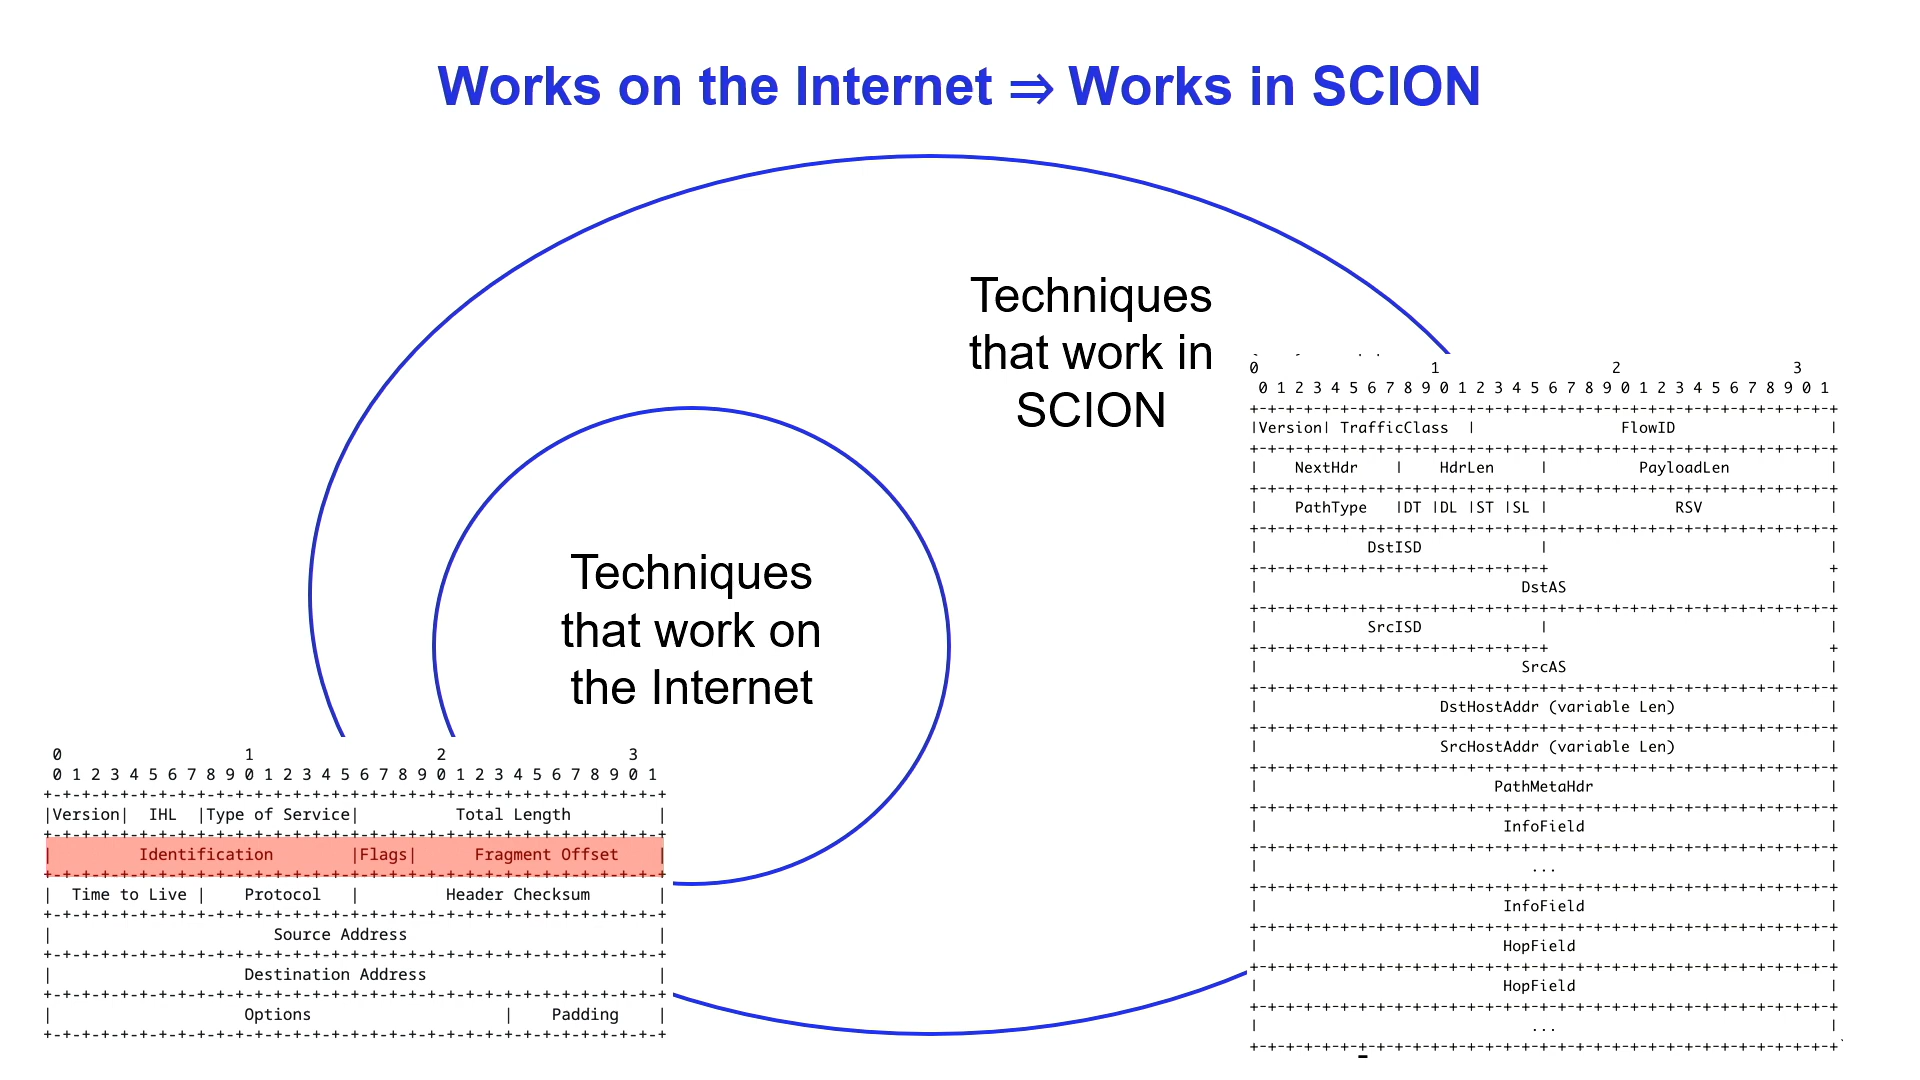 Works on the Internet ⇒ Works in SCION
Techniques
that work in
SCION
Techniques
that work on
the Internet
0                   1                   2                   3
0 1 2 3 4 5 6 7 8 9 0 1 2 3 4 5 6 7 8 9 0 1 2 3 4 5 6 7 8 9 0 1
+-+-+-+-+-+-+-+-+-+-+-+-+-+-+-+-+-+-+-+-+-+-+-+-+-+-+-+-+-+-+-+-+
|Version|  IHL  |Type of Service|          Total Length         |
+-+-+-+-+-+-+-+-+-+-+-+-+-+-+-+-+-+-+-+-+-+-+-+-+-+-+-+-+-+-+-+-+
|         Identification        |Flags|      Fragment Offset    |
+-+-+-+-+-+-+-+-+-+-+-+-+-+-+-+-+-+-+-+-+-+-+-+-+-+-+-+-+-+-+-+-+
|  Time to Live |    Protocol   |         Header Checksum       |
+-+-+-+-+-+-+-+-+-+-+-+-+-+-+-+-+-+-+-+-+-+-+-+-+-+-+-+-+-+-+-+-+
|                       Source Address                          |
+-+-+-+-+-+-+-+-+-+-+-+-+-+-+-+-+-+-+-+-+-+-+-+-+-+-+-+-+-+-+-+-+
|                    Destination Address                        |
+-+-+-+-+-+-+-+-+-+-+-+-+-+-+-+-+-+-+-+-+-+-+-+-+-+-+-+-+-+-+-+-+
|                    Options                    |    Padding    |
+-+-+-+-+-+-+-+-+-+-+-+-+-+-+-+-+-+-+-+-+-+-+-+-+-+-+-+-+-+-+-+-+
0                   1                   2                   3
0 1 2 3 4 5 6 7 8 9 0 1 2 3 4 5 6 7 8 9 0 1 2 3 4 5 6 7 8 9 0 1
+-+-+-+-+-+-+-+-+-+-+-+-+-+-+-+-+-+-+-+-+-+-+-+-+-+-+-+-+-+-+-+-+
|Version| TrafficClass  |                FlowID                 |
+-+-+-+-+-+-+-+-+-+-+-+-+-+-+-+-+-+-+-+-+-+-+-+-+-+-+-+-+-+-+-+-+
|    NextHdr    |    HdrLen     |          PayloadLen           |
+-+-+-+-+-+-+-+-+-+-+-+-+-+-+-+-+-+-+-+-+-+-+-+-+-+-+-+-+-+-+-+-+
|    PathType   |DT |DL |ST |SL |              RSV              |
+-+-+-+-+-+-+-+-+-+-+-+-+-+-+-+-+-+-+-+-+-+-+-+-+-+-+-+-+-+-+-+-+
|            DstISD             |                               |
+-+-+-+-+-+-+-+-+-+-+-+-+-+-+-+-+                               +
|                             DstAS                             |
+-+-+-+-+-+-+-+-+-+-+-+-+-+-+-+-+-+-+-+-+-+-+-+-+-+-+-+-+-+-+-+-+
|            SrcISD             |                               |
+-+-+-+-+-+-+-+-+-+-+-+-+-+-+-+-+                               +
|                             SrcAS                             |
+-+-+-+-+-+-+-+-+-+-+-+-+-+-+-+-+-+-+-+-+-+-+-+-+-+-+-+-+-+-+-+-+
|                    DstHostAddr (variable Len)                 |
+-+-+-+-+-+-+-+-+-+-+-+-+-+-+-+-+-+-+-+-+-+-+-+-+-+-+-+-+-+-+-+-+
|                    SrcHostAddr (variable Len)                 |
+-+-+-+-+-+-+-+-+-+-+-+-+-+-+-+-+-+-+-+-+-+-+-+-+-+-+-+-+-+-+-+-+
|                          PathMetaHdr                          |
+-+-+-+-+-+-+-+-+-+-+-+-+-+-+-+-+-+-+-+-+-+-+-+-+-+-+-+-+-+-+-+-+
|                           InfoField                           |
+-+-+-+-+-+-+-+-+-+-+-+-+-+-+-+-+-+-+-+-+-+-+-+-+-+-+-+-+-+-+-+-+
|                              ...                              |
+-+-+-+-+-+-+-+-+-+-+-+-+-+-+-+-+-+-+-+-+-+-+-+-+-+-+-+-+-+-+-+-+
|                           InfoField                           |
+-+-+-+-+-+-+-+-+-+-+-+-+-+-+-+-+-+-+-+-+-+-+-+-+-+-+-+-+-+-+-+-+
|                           HopField                            |
+-+-+-+-+-+-+-+-+-+-+-+-+-+-+-+-+-+-+-+-+-+-+-+-+-+-+-+-+-+-+-+-+
|                           HopField                            |
+-+-+-+-+-+-+-+-+-+-+-+-+-+-+-+-+-+-+-+-+-+-+-+-+-+-+-+-+-+-+-+-+
|                              ...                              |
+-+-+-+-+-+-+-+-+-+-+-+-+-+-+-+-+-+-+-+-+-+-+-+-+-+-+-+-+-+-+-+-+